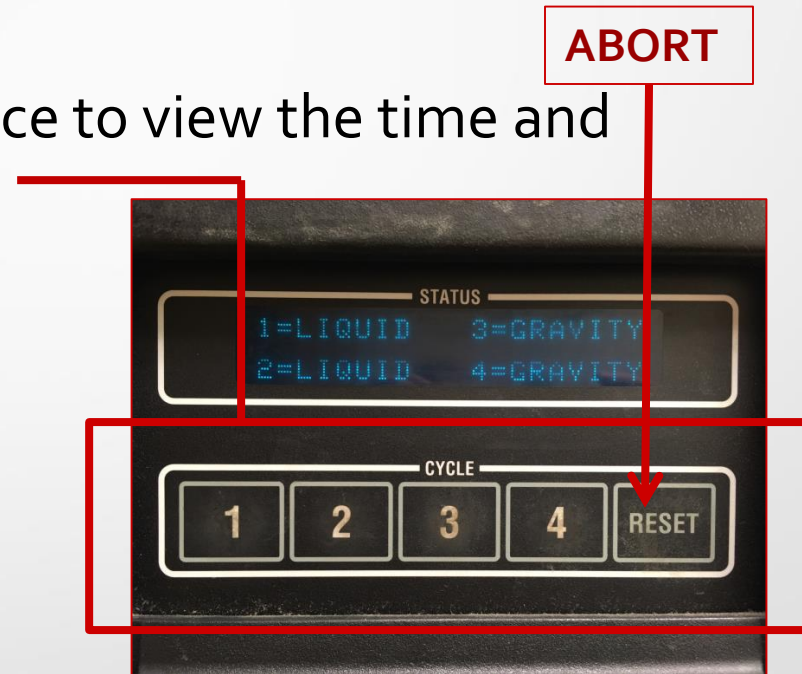 ABORT
ce to view the time and
STATUS
1=LIQUID 3=GRAVITY
2=LIQUID 4=GRAVITY
CYCLE
1 2 3 4 RESET